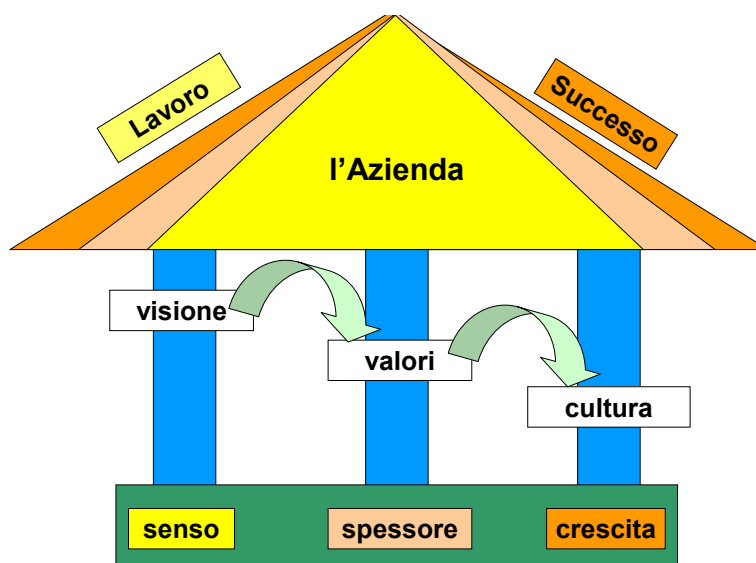 Lavoro
Successo
l’Azienda
visione
valori
cultura
senso
spessore
crescita